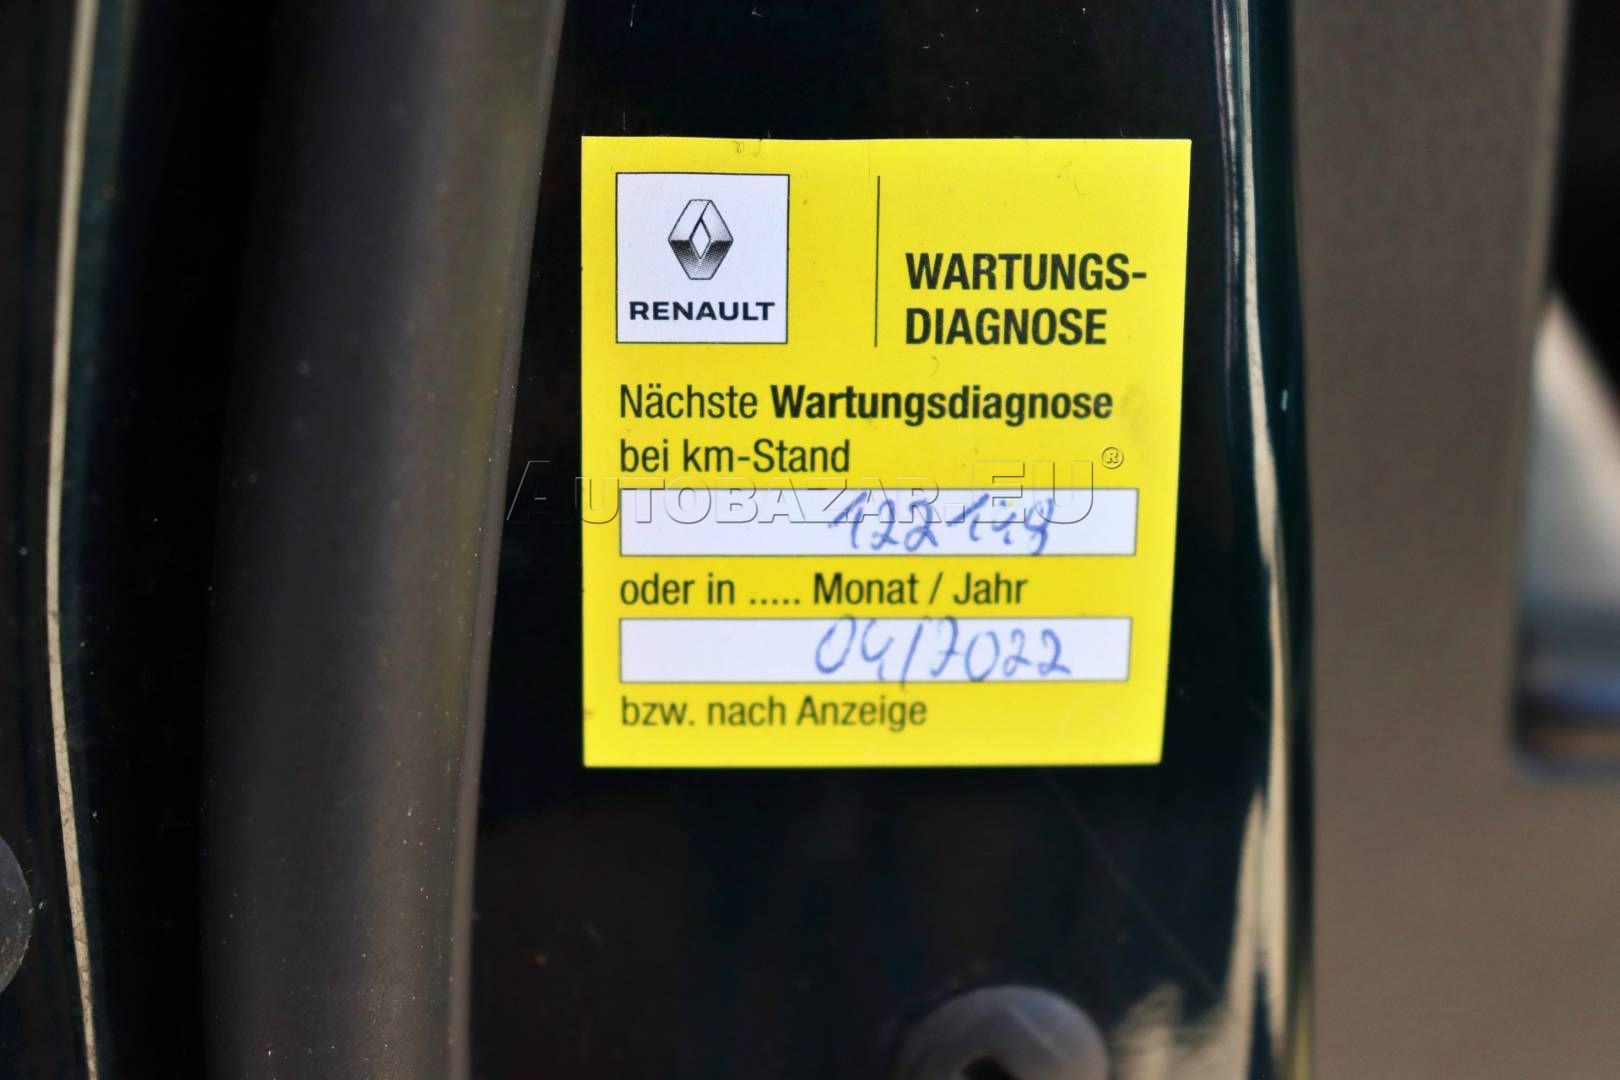 RENAULT
WARTUNGS-
DIAGNOSE
Nächste Wartungsdiagnose
bei km-Stand
AUTOBAZAR.EU®
oder in ..... Monat / Jahr
04/2022
bzw. nach Anzeige